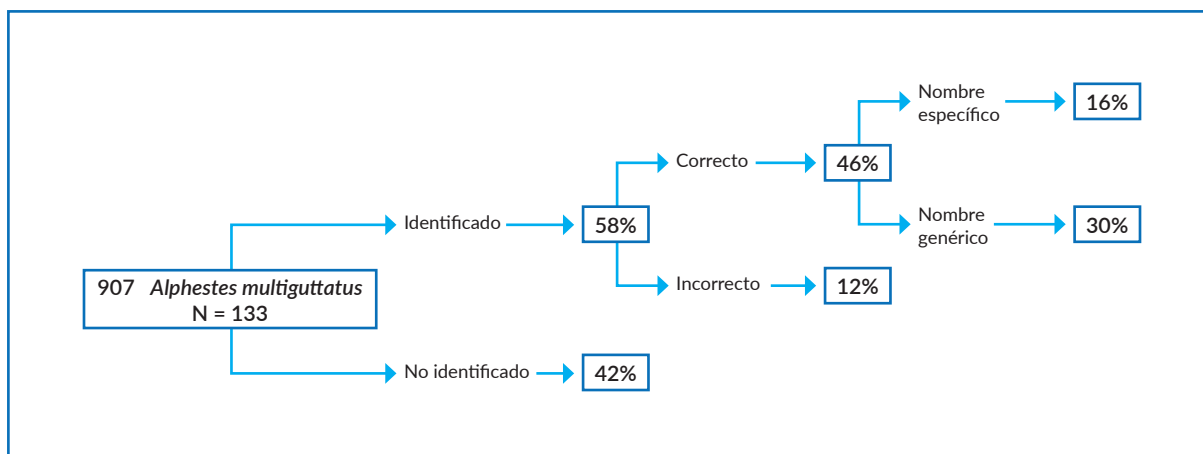 Nombre
específico
16%
Correcto
46%
Identificado
58%
Nombre
genérico
30%
Incorrecto
12%
907 Alphestes multiguttatus
N = 133
No identificado
42%